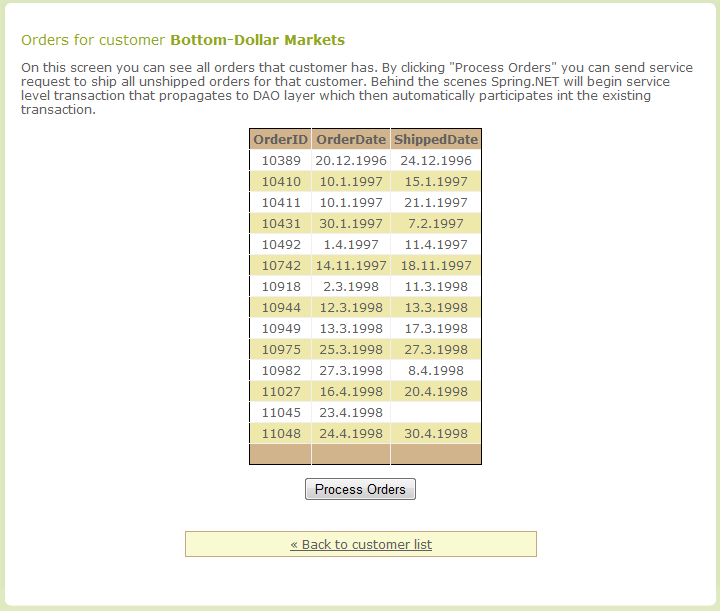 Orders for customer Bottom-Dollar Markets
On this screen you can see all orders that customer has. By clicking "Process Orders" you can send service
request to ship all unshipped orders for that customer. Behind the scenes Spring.NET will begin service
level transaction that propagates to DAO layer which then automatically participates int the existing
transaction.
OrderID OrderDate ShippedDate
10389 20.12.1996 24.12.1996
10410 10.1.1997 15.1.1997
10411 10.1.1997 21.1.1997
10431 30.1.1997 7.2.1997
10492 1.4.1997 11.4.1997
10742 14.11.1997 18.11.1997
10918 2.3.1998 11.3.1998
10944 12.3.1998 13.3.1998
10949 13.3.1998 17.3.1998
10975 25.3.1998 27.3.1998
10982 27.3.1998 8.4.1998
11027 16.4.1998 20.4.1998
11045 23.4.1998
11048 24.4.1998 30.4.1998
Process Orders
« Back to customer list